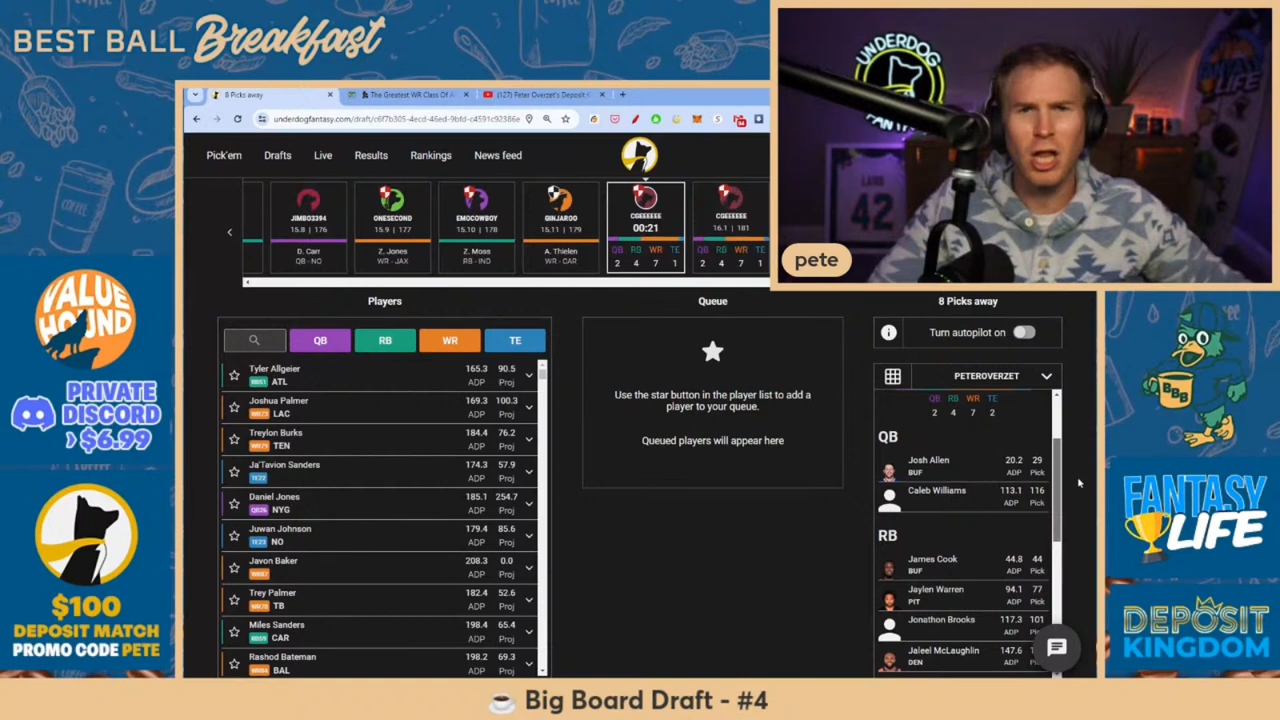 BEST BALL Breakfast
8 Picks away
The Greatest WR Class Of A
(127) Peter Overzet's Deposit K
underdogfantasy.com/draft/c6f7b305-4ecd-46ed-9bfd-c4591c92386e
Pick'em Drafts Live Results Rankings News feed
JIMBO3394
15.8 | 176
D. Carr
QB - NO
ONESECOND
15.9 | 177
Z. Jones
WR - JAX
EMOCOWBOY
15.10 | 178
Z. Moss
RB - IND
GINJAROO
15.11 | 179
A. Thielen
WR - CAR
CGEEEEEE
00:21
QB RB WR TE
2 4 7 1
CGEEEEEE
16.1 | 181
QB RB WR TE
2 4 7 1
UNDERDOG
FANTASY
LAIRD
42
FANTASY
LIFE
pete
Players
QB RB WR TE
Tyler Allgeier 165.3 90.5
RB51 ATL ADP Proj
Joshua Palmer 169.3 100.3
LAC ADP Proj
Treylon Burks 184.4 76.2
TEN ADP Proj
Ja'Tavion Sanders 174.3 57.9
TE22 ADP Proj
Daniel Jones 185.1 254.7
QB26 NYG ADP Proj
Juwan Johnson 179.4 85.6
TE23 NO ADP Proj
Javon Baker 208.3 0.0
ADP Proj
Trey Palmer 182.4 52.6
TB ADP Proj
Miles Sanders 198.4 65.4
RB59 CAR ADP Proj
Rashod Bateman 198.2 69.3
BAL ADP Proj
Queue
Use the star button in the player list to add a
player to your queue.
Queued players will appear here
8 Picks away
Turn autopilot on
PETEROVERZET
QB RB WR TE
2 4 7 2
QB
Josh Allen 20.2 29
BUF ADP Pick
Caleb Williams 113.1 116
ADP Pick
RB
James Cook 44.8 44
BUF ADP Pick
Jaylen Warren 94.1 77
PIT ADP Pick
Jonathon Brooks 117.3 101
ADP Pick
Jaleel McLaughlin 147.6
DEN ADP
VALUE
HOUND
PRIVATE
DISCORD
› $6.99
$100
DEPOSIT MATCH
PROMO CODE PETE
BBB
FANTASY
LIFE
DEPOSIT
KINGDOM
Big Board Draft - #4